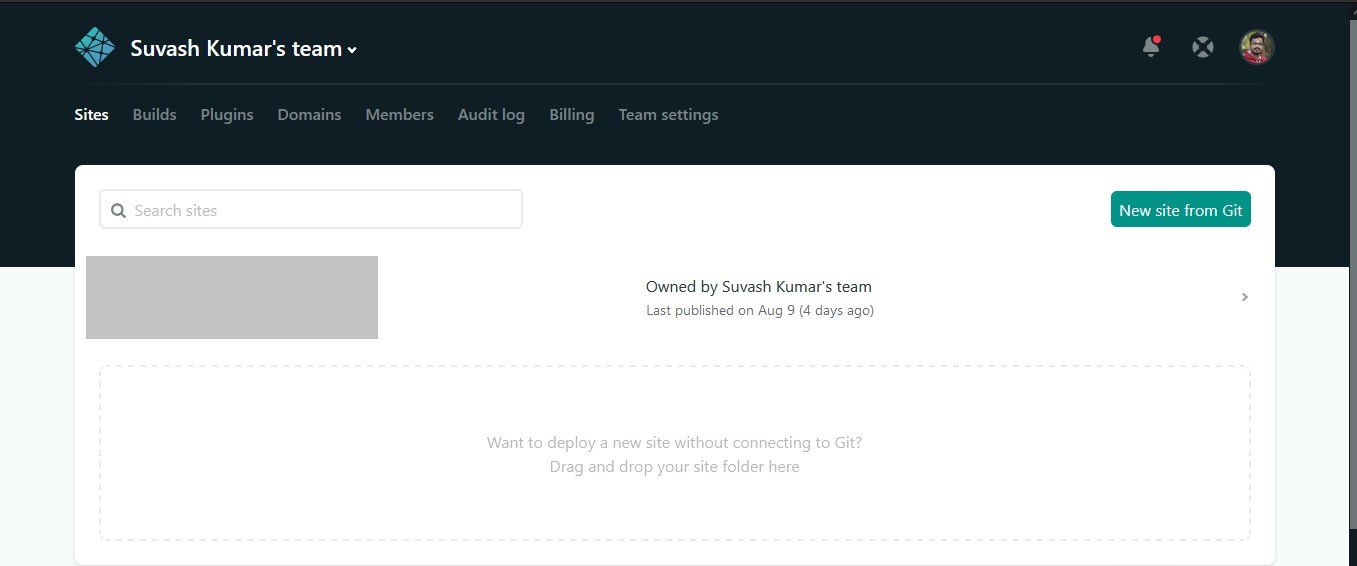 Suvash Kumar's team
Sites Builds Plugins Domains Members Audit log Billing Team settings
Search sites
New site from Git
Owned by Suvash Kumar's team
Last published on Aug 9 (4 days ago)
Want to deploy a new site without connecting to Git?
Drag and drop your site folder here